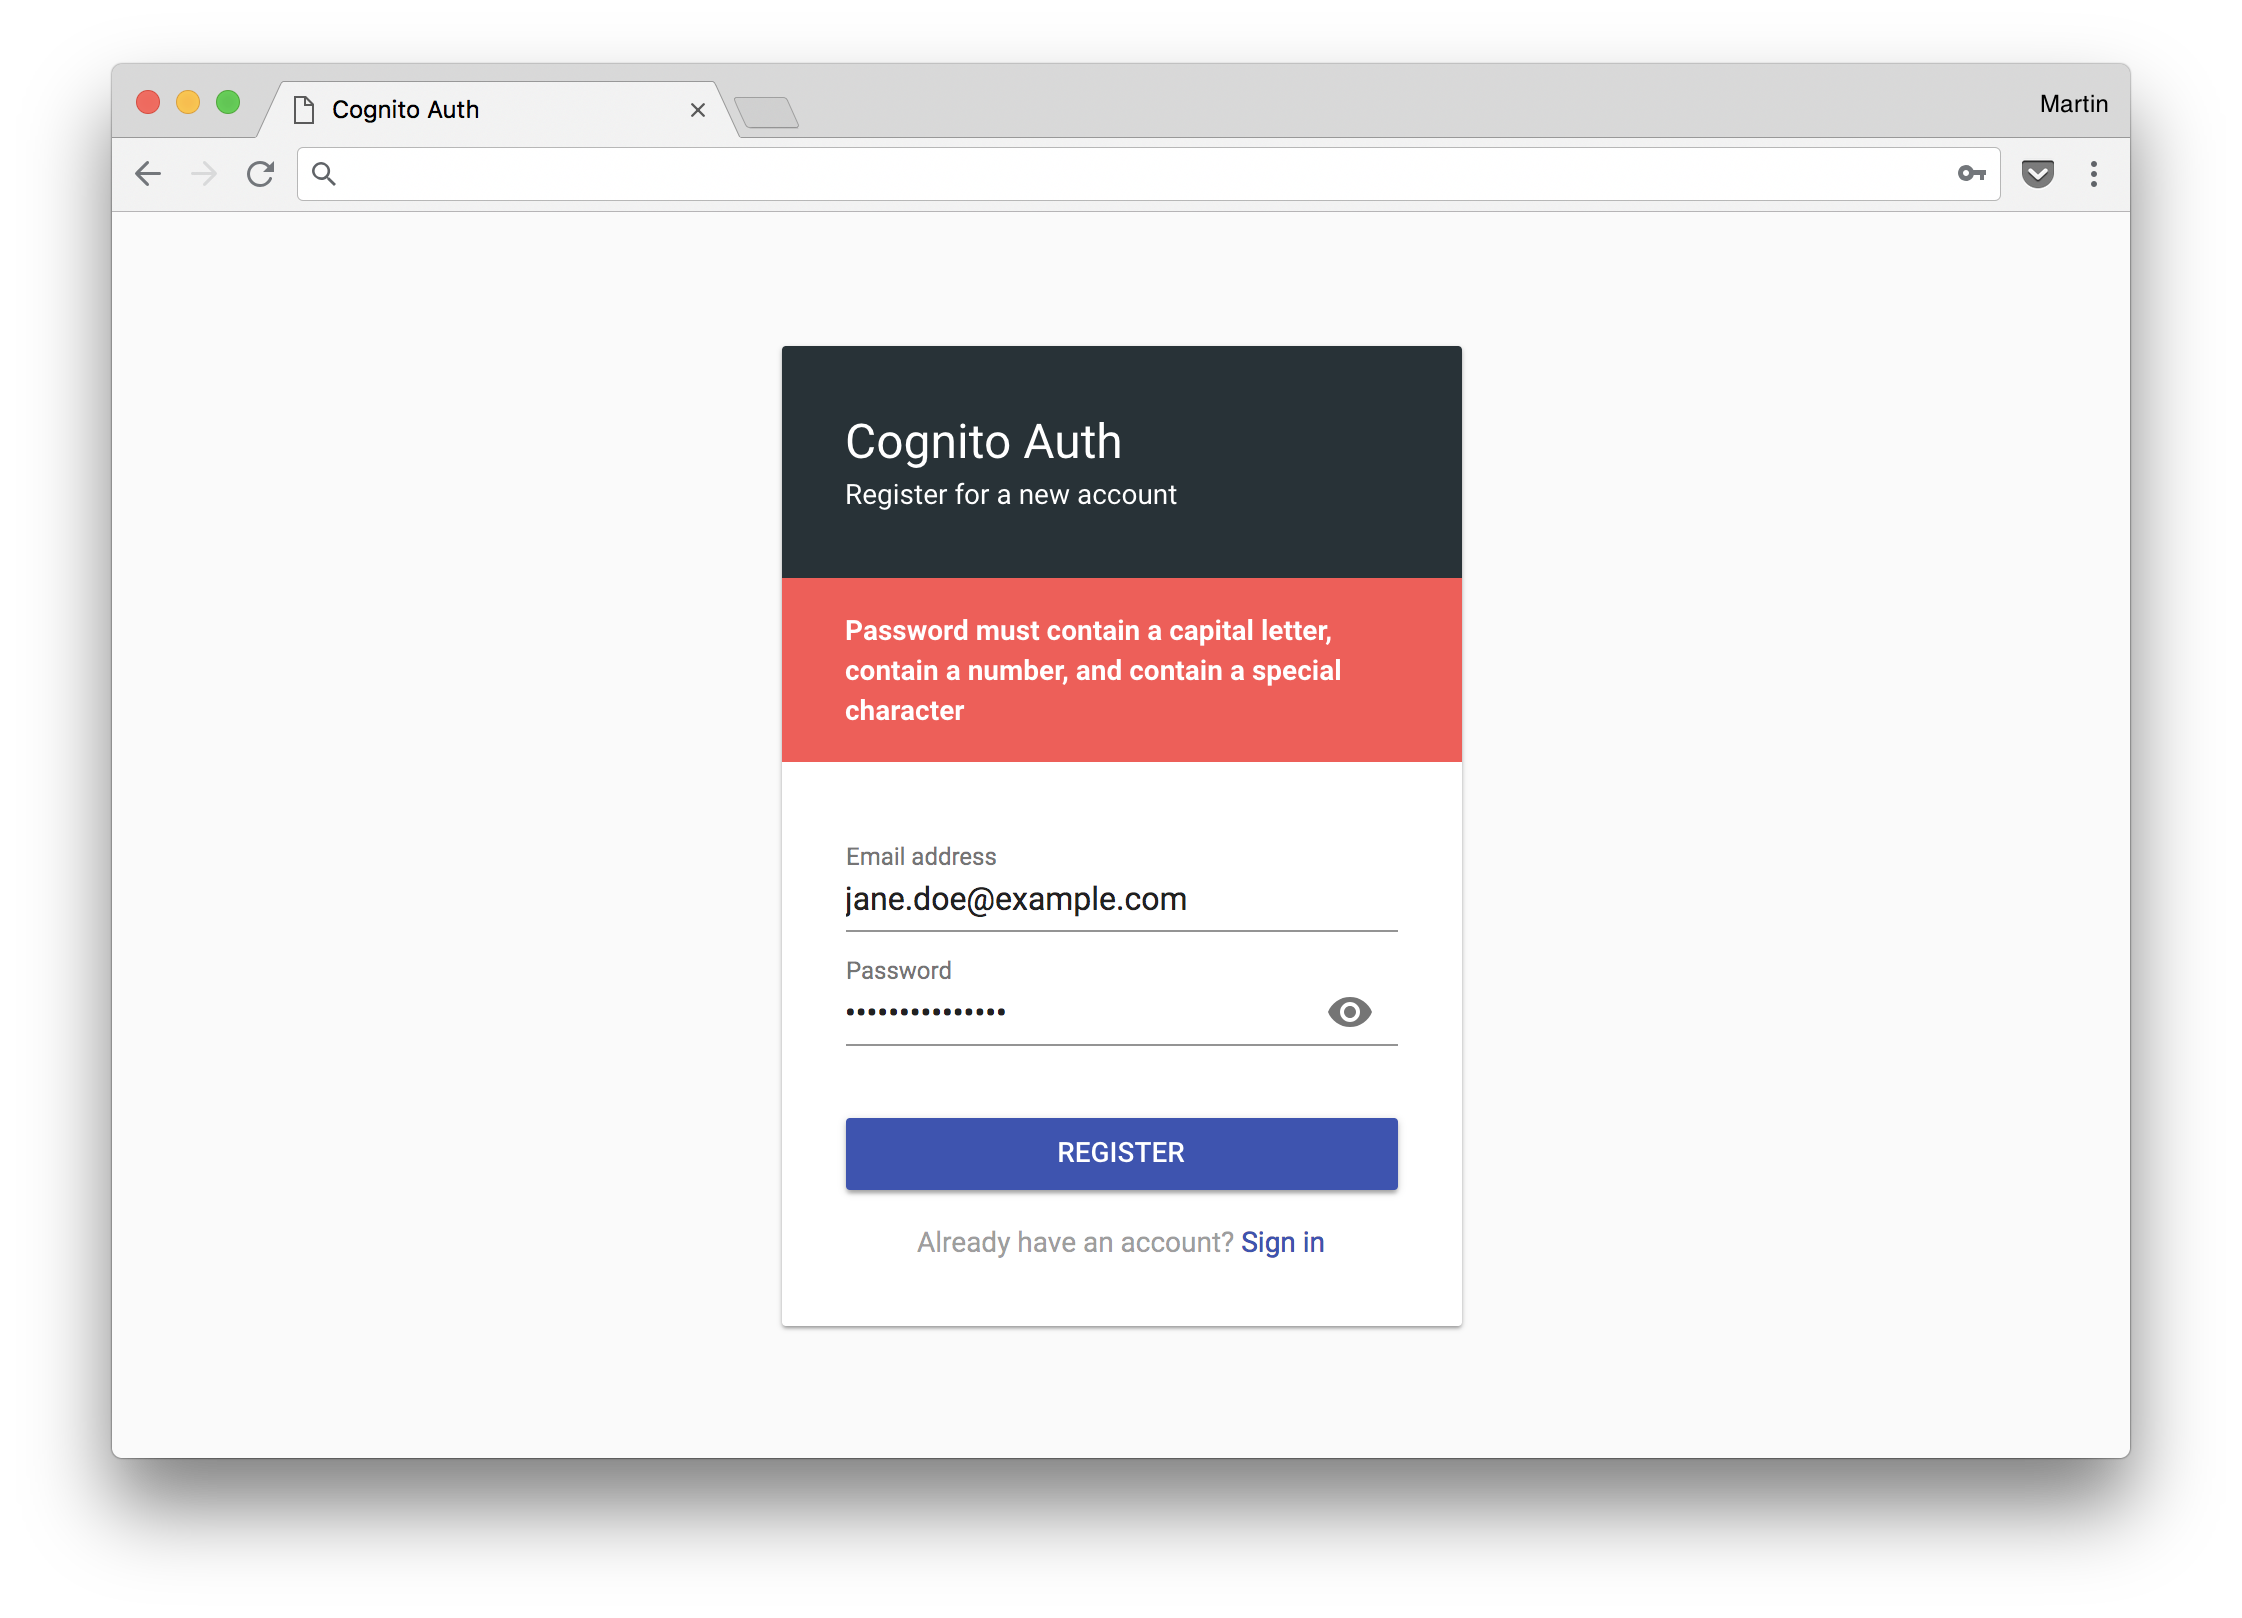 Cognito Auth
Martin
Cognito Auth
Register for a new account
Password must contain a capital letter,
contain a number, and contain a special
character
Email address
jane.doe@example.com
Password
•••••••••••••••
REGISTER
Already have an account? Sign in